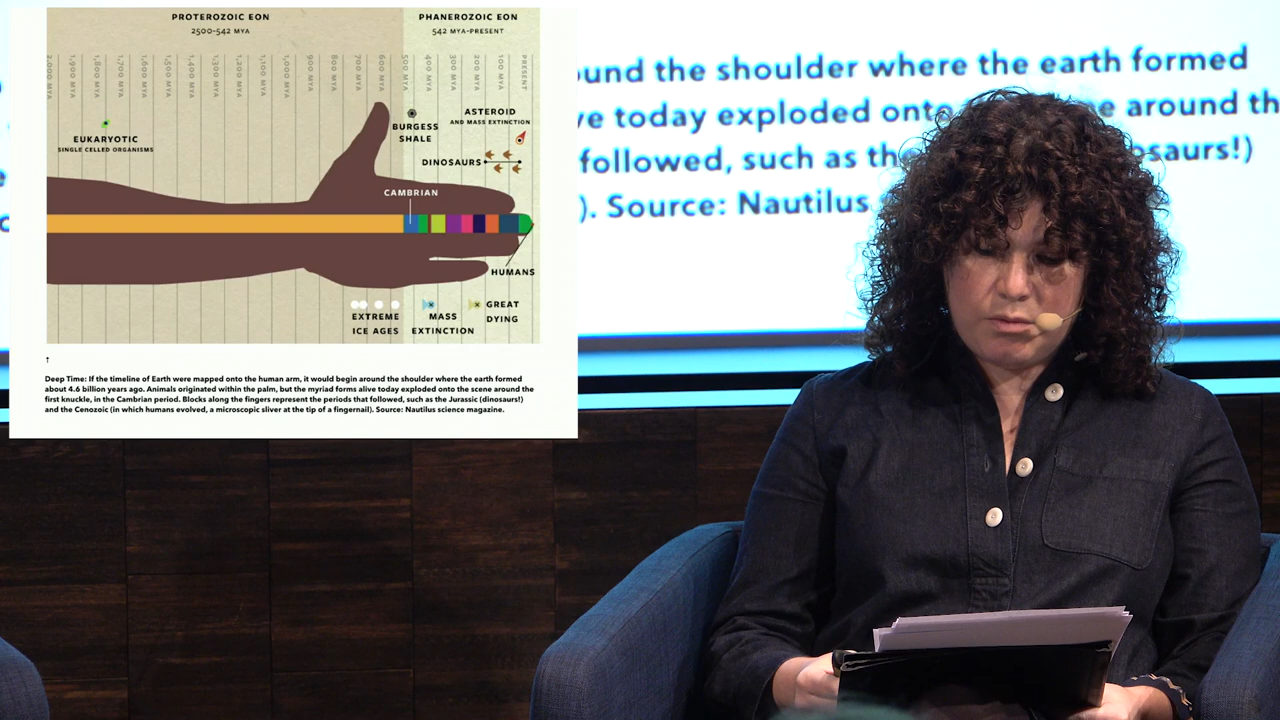 PROTEROZOIC EON
2500-542 MYA
PHANEROZOIC EON
542 MYA-PRESENT
2,000 MYA
1,900 MYA
1,800 MYA
1,700 MYA
1,600 MYA
1,500 MYA
1,400 MYA
1,300 MYA
1,200 MYA
1,100 MYA
1,000 MYA
900 MYA
800 MYA
700 MYA
600 MYA
500 MYA
400 MYA
300 MYA
200 MYA
100 MYA
PRESENT
EUKARYOTIC
SINGLE CELLED ORGANISMS
BURGESS
SHALE
ASTEROID
AND MASS EXTINCTION
DINOSAURS
CAMBRIAN
HUMANS
EXTREME
ICE AGES
MASS
EXTINCTION
GREAT
DYING
↑
Deep Time: If the timeline of Earth were mapped onto the human arm, it would begin around the shoulder where the earth formed
about 4.6 billion years ago. Animals originated within the palm, but the myriad forms alive today exploded onto the scene around the
first knuckle, in the Cambrian period. Blocks along the fingers represent the periods that followed, such as the Jurassic (dinosaurs!)
and the Cenozoic (in which humans evolved, a microscopic sliver at the tip of a fingernail). Source: Nautilus science magazine.
ound the shoulder where the earth formed
ve today exploded onto around th
followed, such as th osaurs!)
). Source: Nautilus